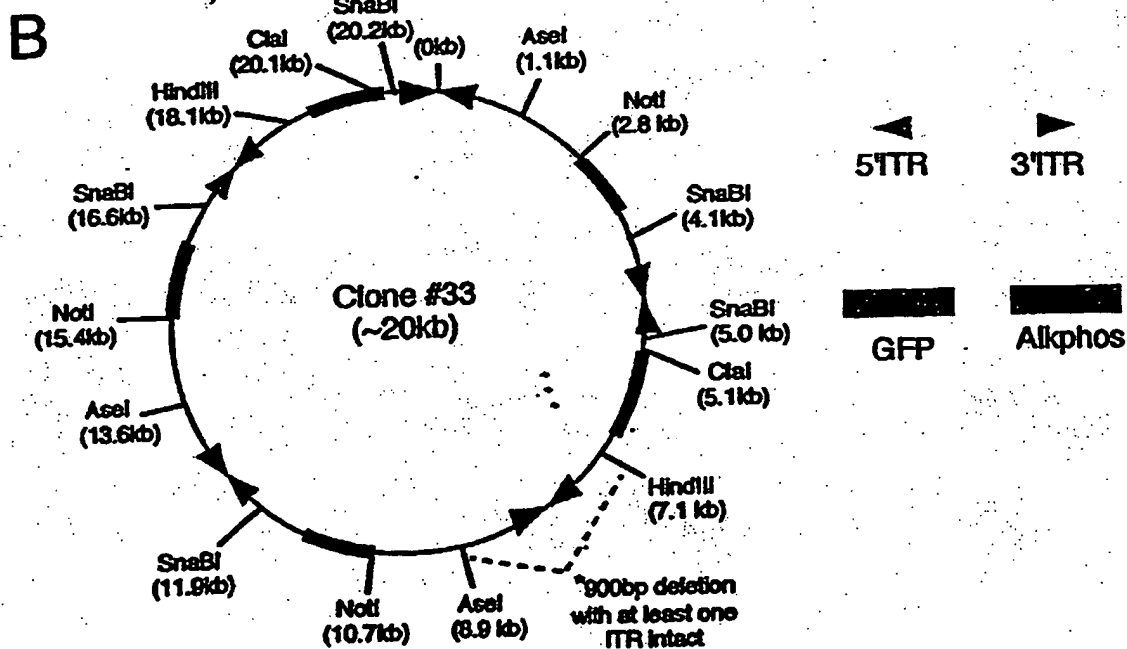 B
SnaBI
(20.2kb)
(0kb)
AseI
(1.1kb)
ClaI
(20.1kb)
HindIII
(18.1kb)
NotI
(2.8 kb)
SnaBI
(16.6kb)
SnaBI
(4.1kb)
5'ITR
3'ITR
Clone #33
(~20kb)
NotI
(15.4kb)
SnaBI
(5.0 kb)
GFP
Alkphos
ClaI
(5.1kb)
AseI
(13.6kb)
HindIII
(7.1 kb)
SnaBI
(11.9kb)
NotI
(10.7kb)
AseI
(8.9 kb)
*900bp deletion
with at least one
ITR intact